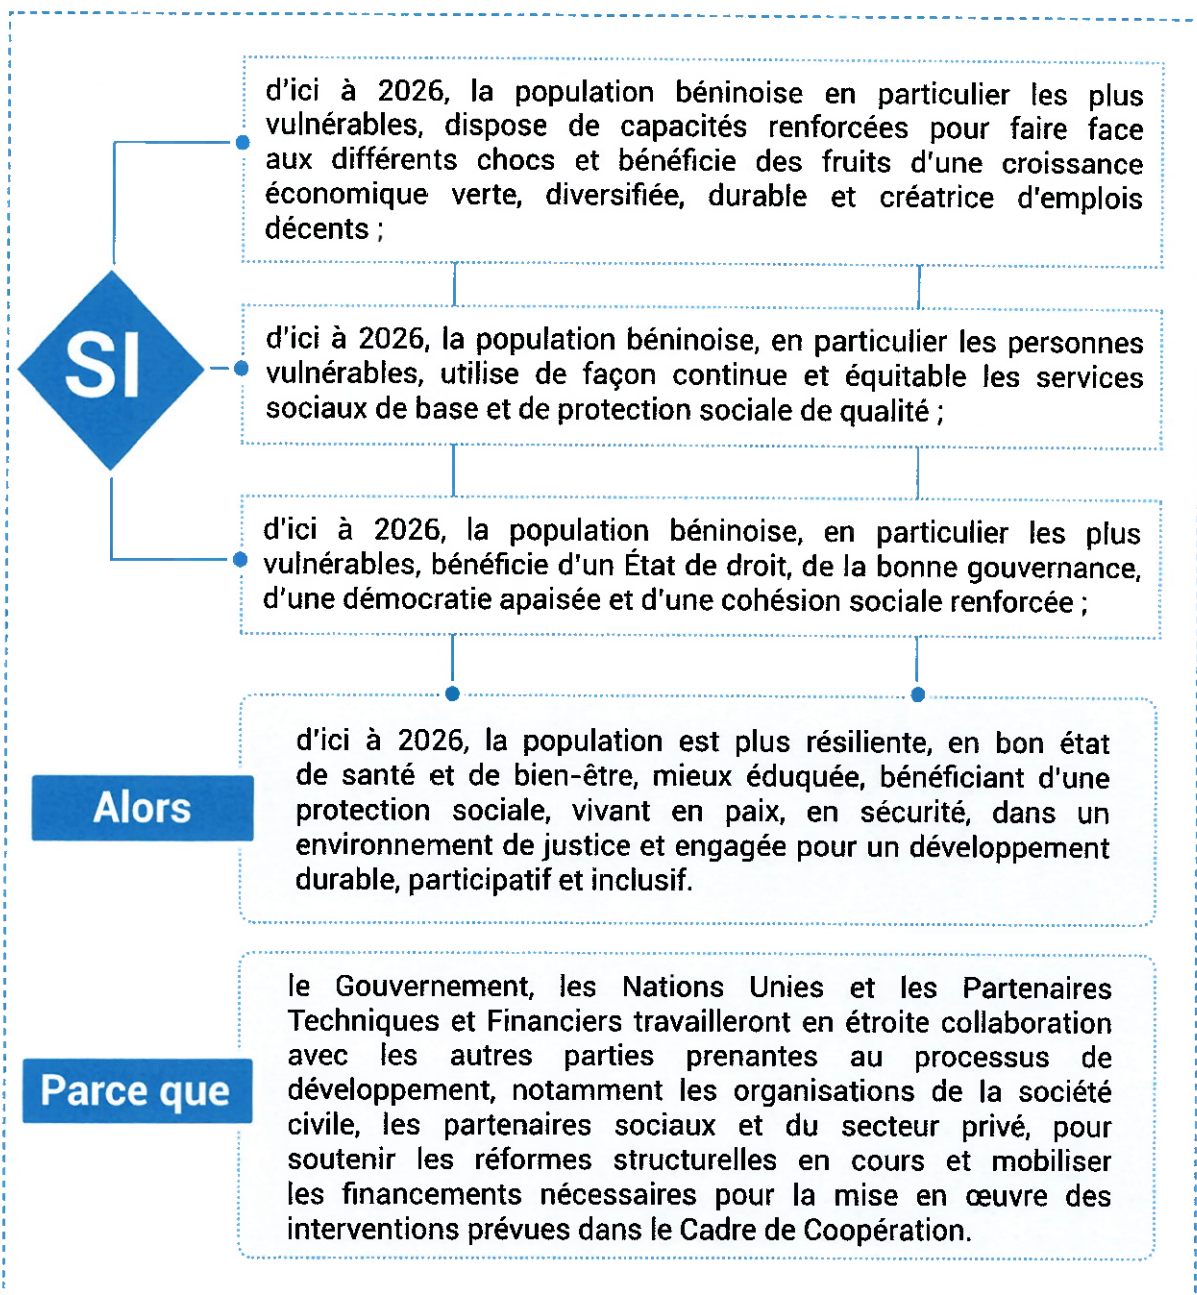 d'ici à 2026, la population béninoise en particulier les plus
vulnérables, dispose de capacités renforcées pour faire face
aux différents chocs et bénéficie des fruits d'une croissance
économique verte, diversifiée, durable et créatrice d'emplois
décents ;
SI
d'ici à 2026, la population béninoise, en particulier les personnes
vulnérables, utilise de façon continue et équitable les services
sociaux de base et de protection sociale de qualité ;
d'ici à 2026, la population béninoise, en particulier les plus
vulnérables, bénéficie d'un État de droit, de la bonne gouvernance,
d'une démocratie apaisée et d'une cohésion sociale renforcée ;
Alors
d'ici à 2026, la population est plus résiliente, en bon état
de santé et de bien-être, mieux éduquée, bénéficiant d'une
protection sociale, vivant en paix, en sécurité, dans un
environnement de justice et engagée pour un développement
durable, participatif et inclusif.
Parce que
le Gouvernement, les Nations Unies et les Partenaires
Techniques et Financiers travailleront en étroite collaboration
avec les autres parties prenantes au processus de
développement, notamment les organisations de la société
civile, les partenaires sociaux et du secteur privé, pour
soutenir les réformes structurelles en cours et mobiliser
les financements nécessaires pour la mise en œuvre des
interventions prévues dans le Cadre de Coopération.